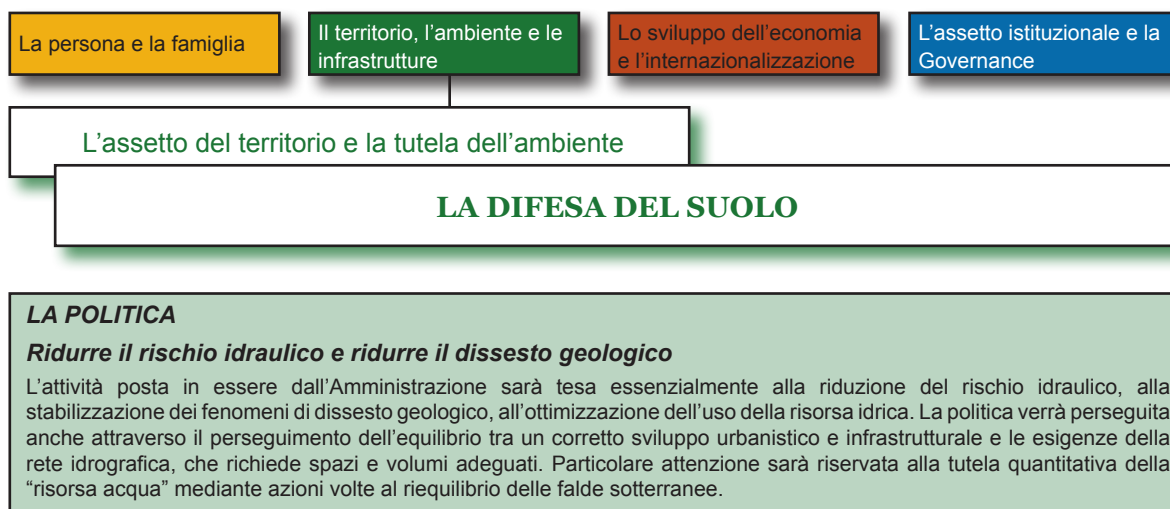 La persona e la famiglia
Il territorio, l'ambiente e le
infrastrutture
Lo sviluppo dell'economia
e l'internazionalizzazione
L'assetto istituzionale e la
Governance
L'assetto del territorio e la tutela dell'ambiente
LA DIFESA DEL SUOLO
LA POLITICA
Ridurre il rischio idraulico e ridurre il dissesto geologico
L'attività posta in essere dall'Amministrazione sarà tesa essenzialmente alla riduzione del rischio idraulico, alla
stabilizzazione dei fenomeni di dissesto geologico, all'ottimizzazione dell'uso della risorsa idrica. La politica verrà perseguita
anche attraverso il perseguimento dell'equilibrio tra un corretto sviluppo urbanistico e infrastrutturale e le esigenze della
rete idrografica, che richiede spazi e volumi adeguati. Particolare attenzione sarà riservata alla tutela quantitativa della
“risorsa acqua” mediante azioni volte al riequilibrio delle falde sotterranee.